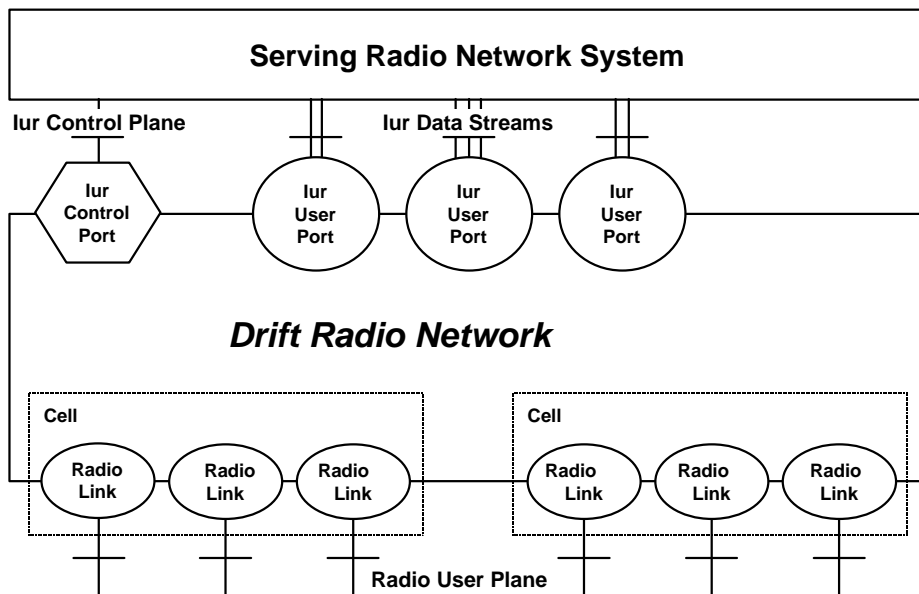 Serving Radio Network System
Iur Control Plane
Iur Data Streams
Iur
Control
Port
Iur
User
Port
Iur
User
Port
Iur
User
Port
Drift Radio Network
Cell
Cell
Radio
Link
Radio
Link
Radio
Link
Radio
Link
Radio
Link
Radio
Link
Radio User Plane